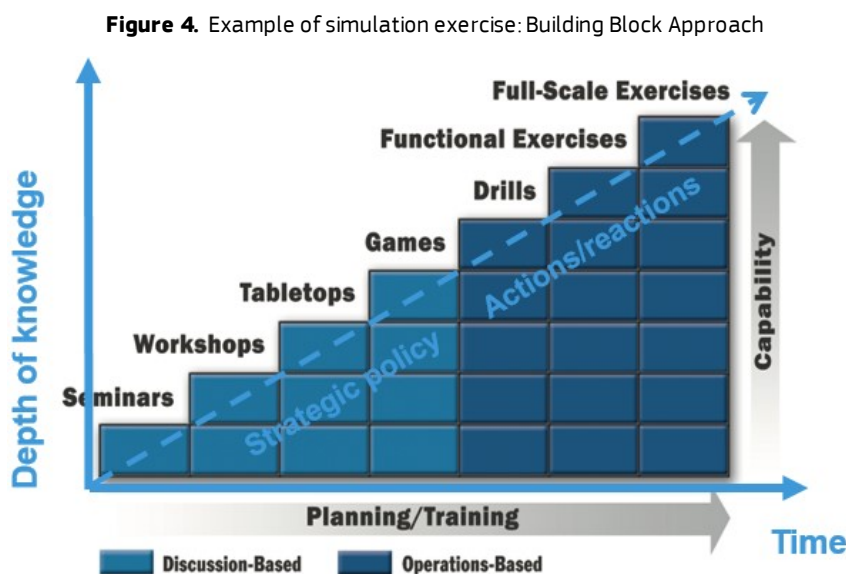 Figure 4. Example of simulation exercise: Building Block Approach
Full-Scale Exercises
Functional Exercises
Drills
Games
Tabletops
Workshops
Seminars
Depth of knowledge
Strategic policy
Actions/reactions
Capability
Planning/Training
Time
Discussion-Based
Operations-Based